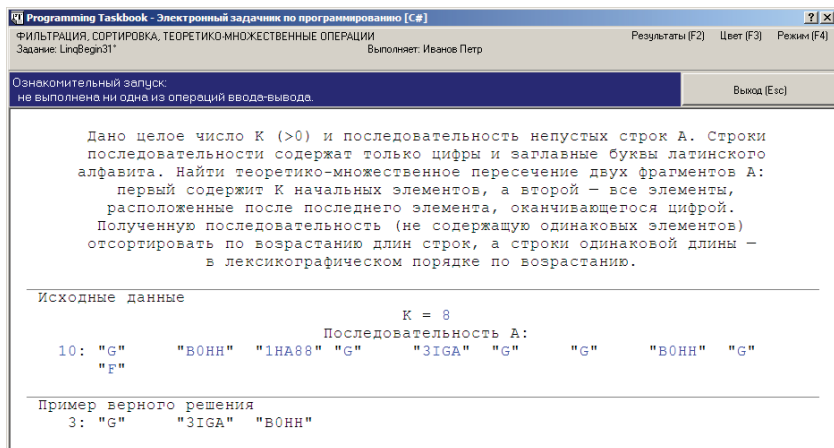 Programming Taskbook - Электронный задачник по программированию [C#]
ФИЛЬТРАЦИЯ, СОРТИРОВКА, ТЕОРЕТИКО-МНОЖЕСТВЕННЫЕ ОПЕРАЦИИ Результаты (F2) Цвет (F3) Режим (F4)
Задание: LinqBegin31* Выполняет: Иванов Петр
Ознакомительный запуск:
не выполнена ни одна из операций ввода-вывода.
Выход (Esc)
Дано целое число K (>0) и последовательность непустых строк A. Строки
последовательности содержат только цифры и заглавные буквы латинского
алфавита. Найти теоретико-множественное пересечение двух фрагментов A:
первый содержит K начальных элементов, а второй — все элементы,
расположенные после последнего элемента, оканчивающегося цифрой.
Полученную последовательность (не содержащую одинаковых элементов)
отсортировать по возрастанию длин строк, а строки одинаковой длины —
в лексикографическом порядке по возрастанию.
Исходные данные
K = 8
Последовательность A:
10: "G" "B0HH" "1HA88" "G" "3IGA" "G" "G" "B0HH" "G"
"F"
Пример верного решения
3: "G" "3IGA" "B0HH"